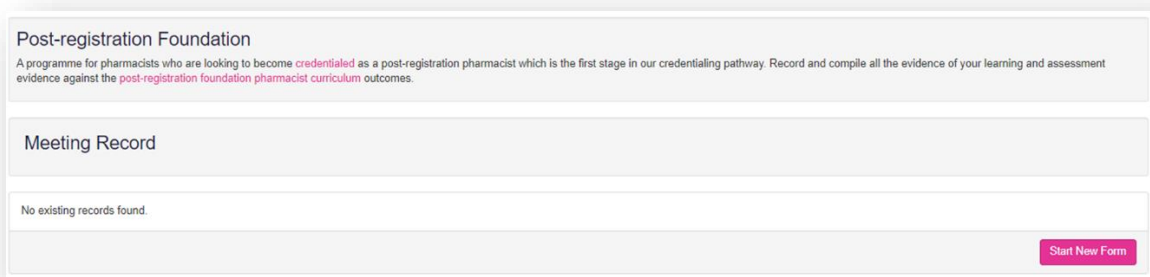 Post-registration Foundation
A programme for pharmacists who are looking to become credentialed as a post-registration pharmacist which is the first stage in our credentialing pathway. Record and compile all the evidence of your learning and assessment
evidence against the post-registration foundation pharmacist curriculum outcomes.
Meeting Record
No existing records found.
Start New Form